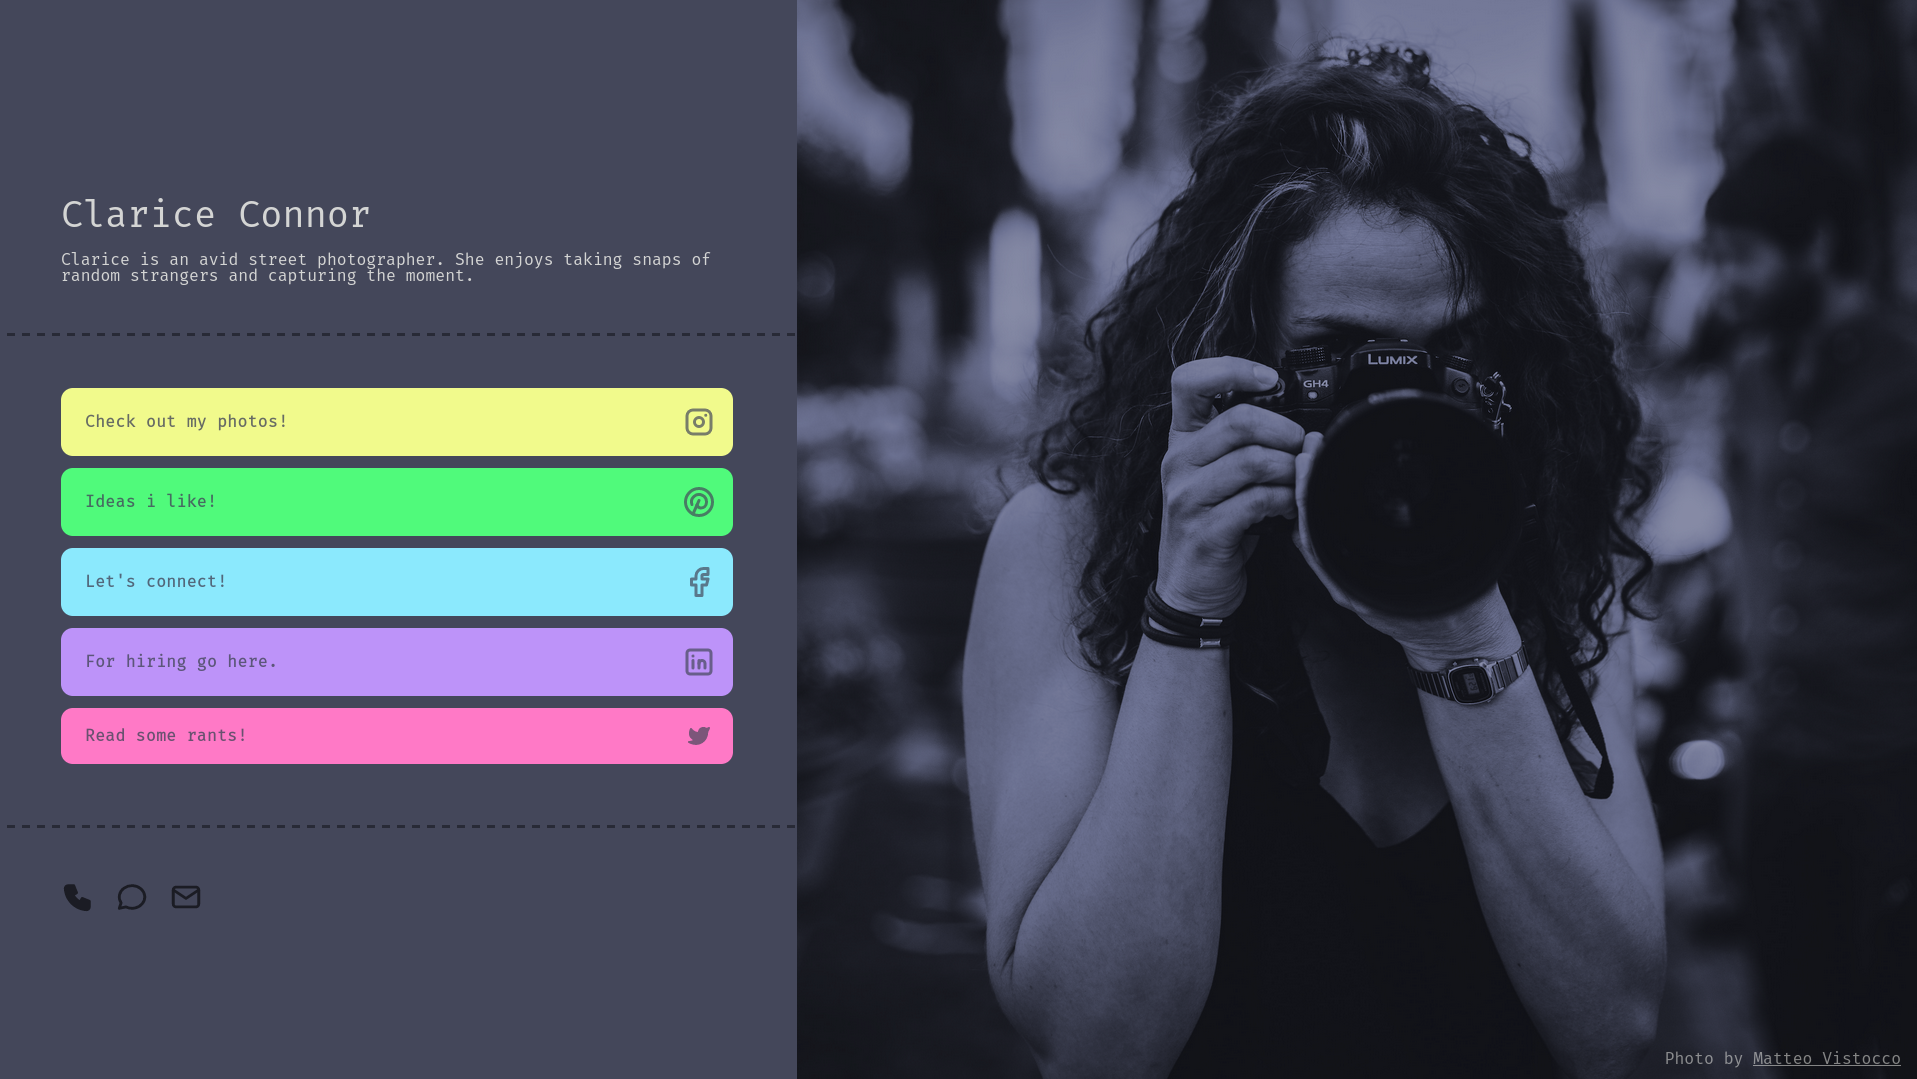 Clarice Connor
Clarice is an avid street photographer. She enjoys taking snaps of
random strangers and capturing the moment.
Check out my photos!
Ideas i like!
Let's connect!
For hiring go here.
Read some rants!
LUMIX
GH4
Photo by Matteo Vistocco